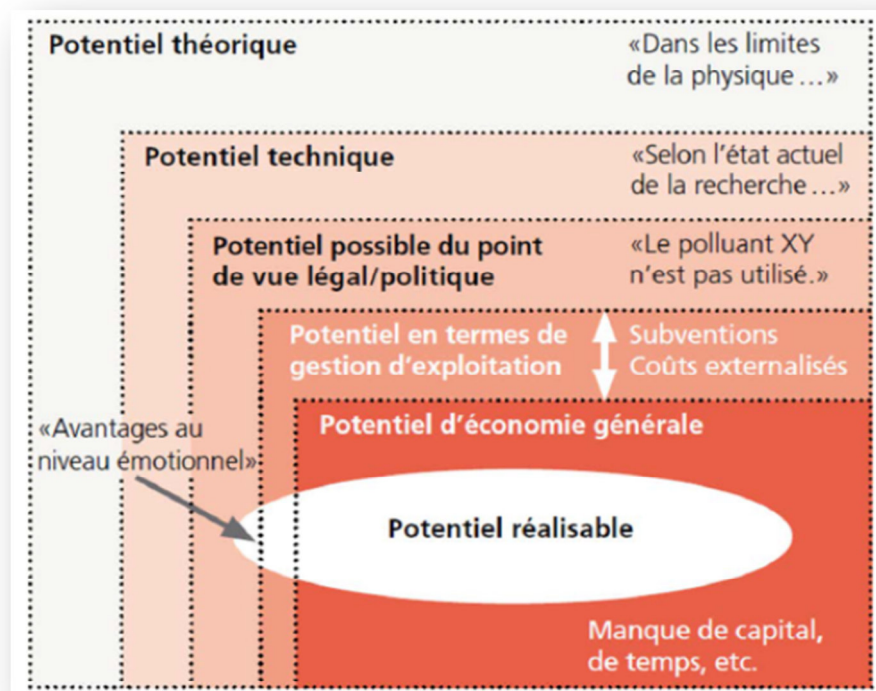 Potentiel théorique
«Dans les limites
de la physique ...»
Potentiel technique
«Selon l'état actuel
de la recherche ...»
Potentiel possible du point
de vue légal/politique
«Le polluant XY
n'est pas utilisé.»
Potentiel en termes de
gestion d'exploitation
Subventions
Coûts externalisés
Potentiel d'économie générale
«Avantages au
niveau émotionnel»
Potentiel réalisable
Manque de capital,
de temps, etc.